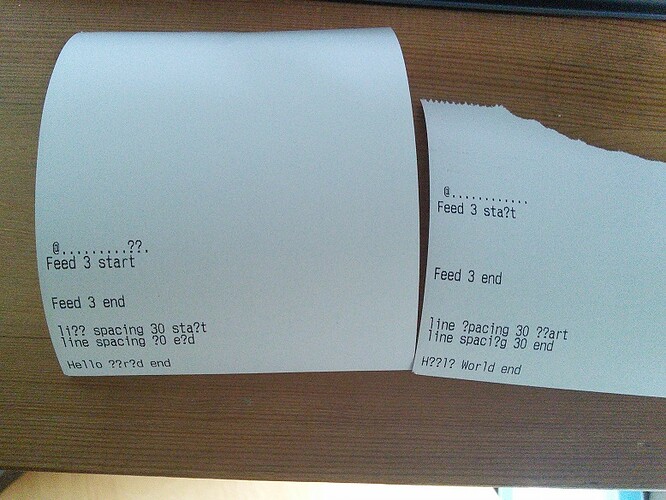 @.........??.
Feed 3 start
Feed 3 end
li?? spacing 30 sta?t
line spacing ?0 e?d
Hello ??r?d end
@............
Feed 3 sta?t
Feed 3 end
line ?pacing 30 ??art
line spaci?g 30 end
H??l? World end